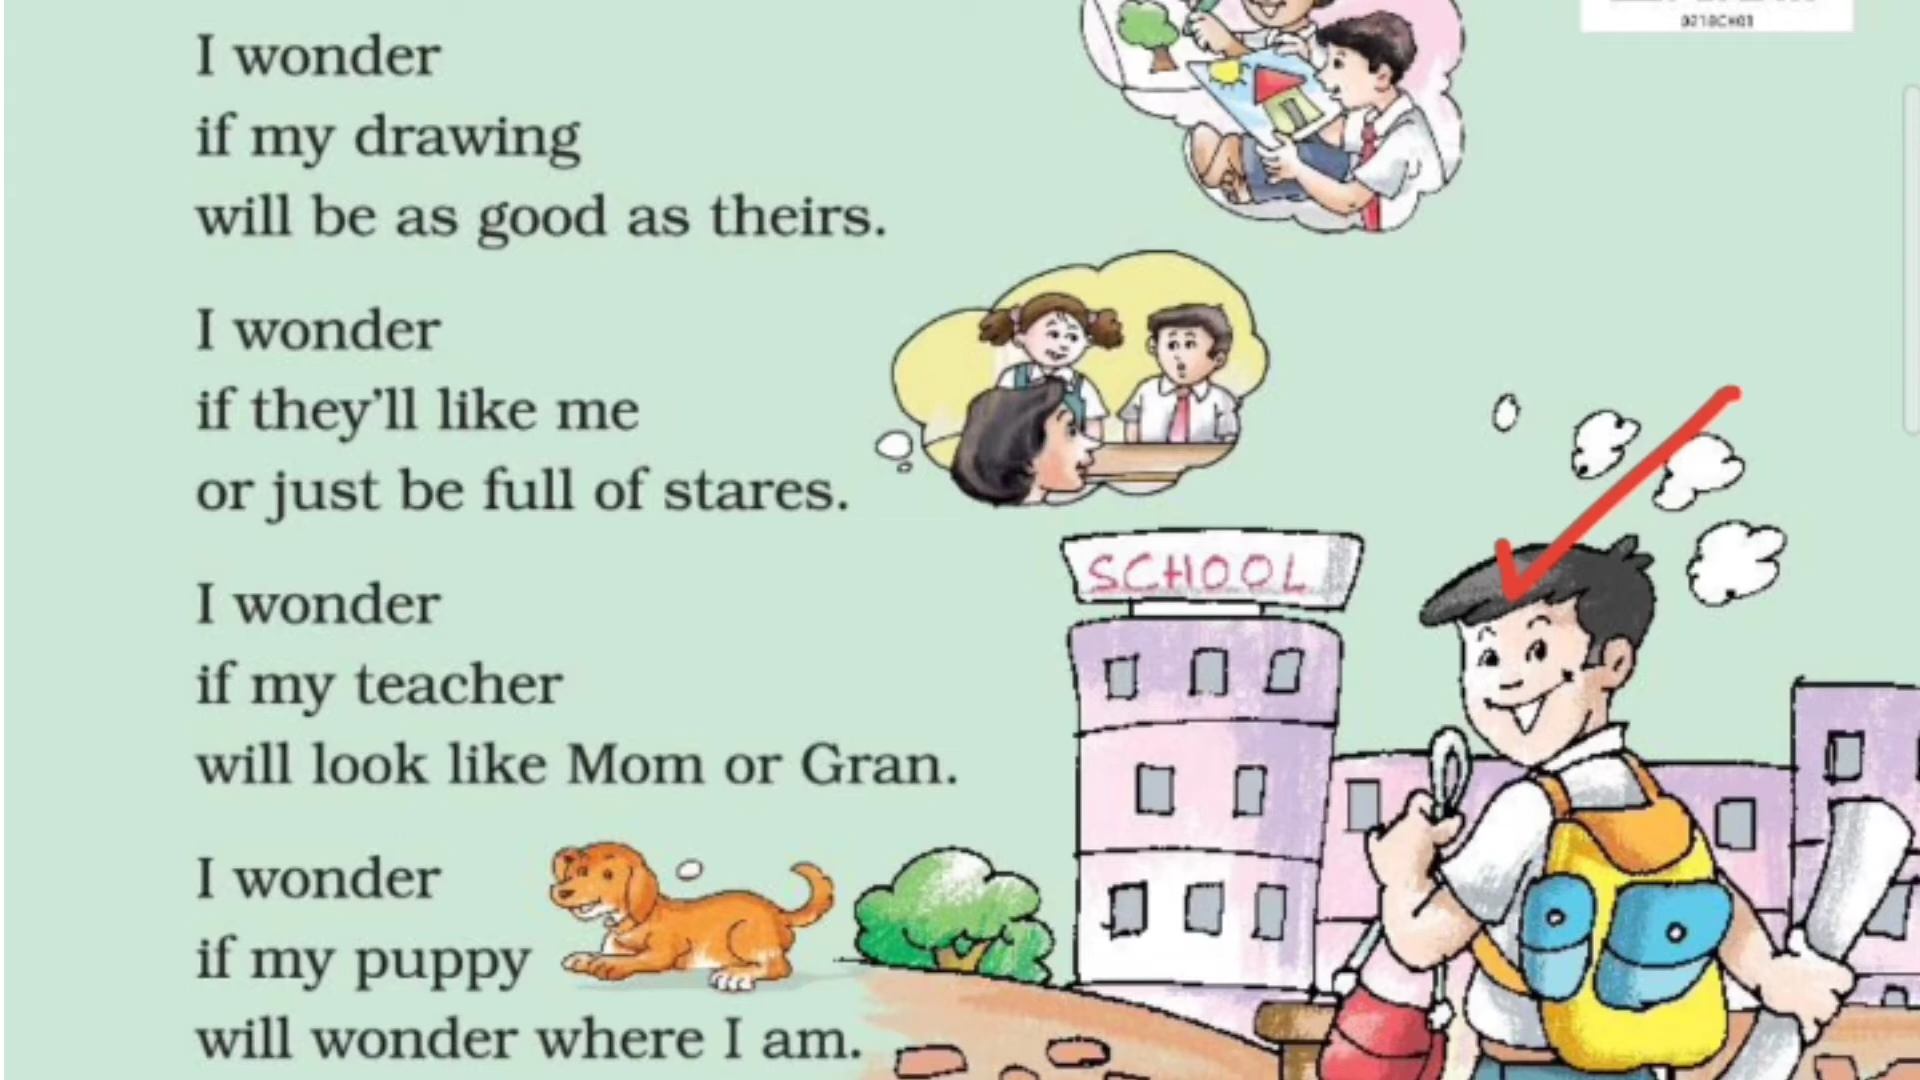 0218CH01
I wonder
if my drawing
will be as good as theirs.
I wonder
if they'll like me
or just be full of stares.
SCHOOL
I wonder
if my teacher
will look like Mom or Gran.
I wonder
if my puppy
will wonder where I am.